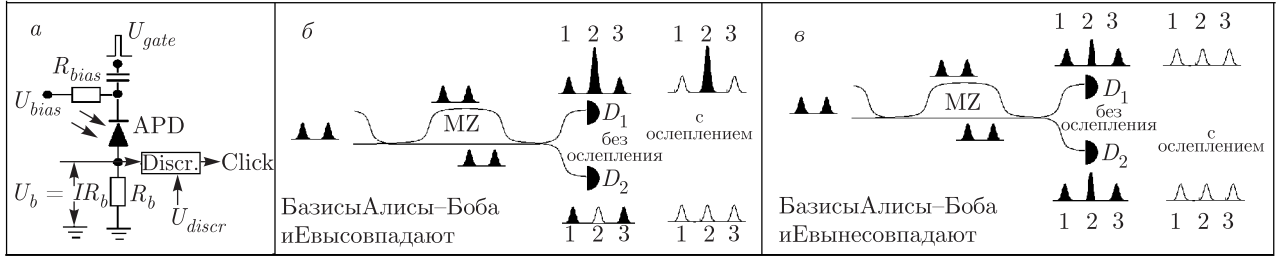 а
U_gate
R_bias
U_bias
APD
Discr.
Click
U_b = IR_b
R_b
U_discr
б
1 2 3
1 2 3
MZ
D_1
без
ослепления
с
ослеплением
D_2
БазисыАлисы–Боба
иЕвысовпадают
1 2 3
1 2 3
в
1 2 3
1 2 3
MZ
D_1
без
ослепления
с
ослеплением
D_2
БазисыАлисы–Боба
иЕвынесовпадают
1 2 3
1 2 3